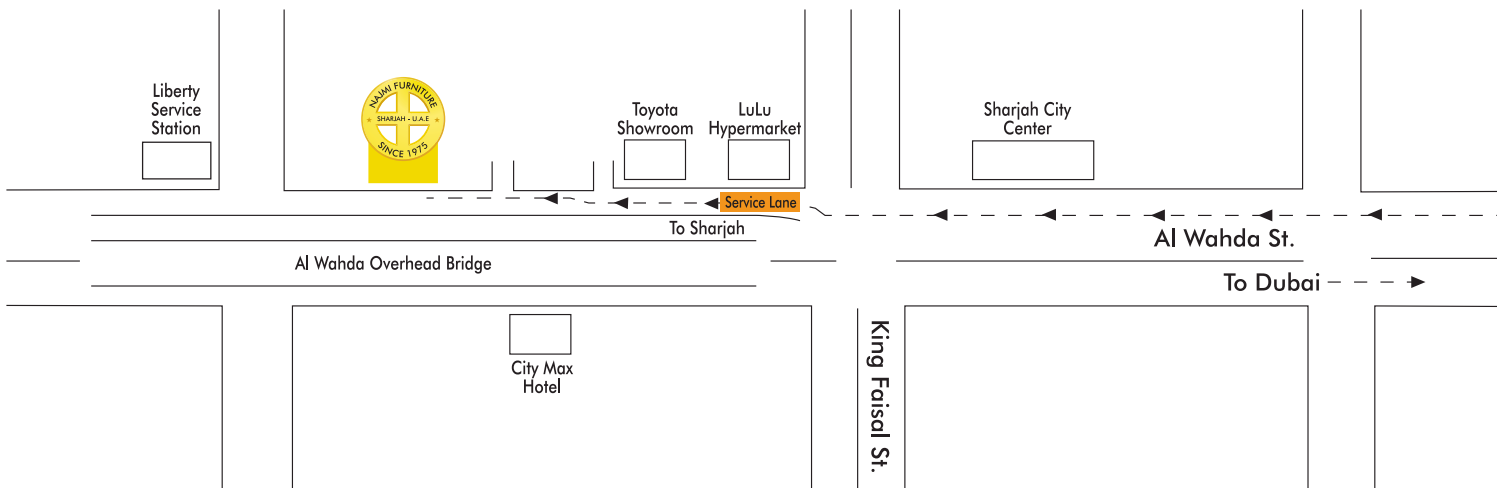 Liberty
Service
Station
NAJMI FURNITURE
SHARJAH - U.A.E
SINCE 1975
Toyota
Showroom
LuLu
Hypermarket
Sharjah City
Center
Service Lane
To Sharjah
Al Wahda St.
Al Wahda Overhead Bridge
To Dubai
City Max
Hotel
King Faisal St.